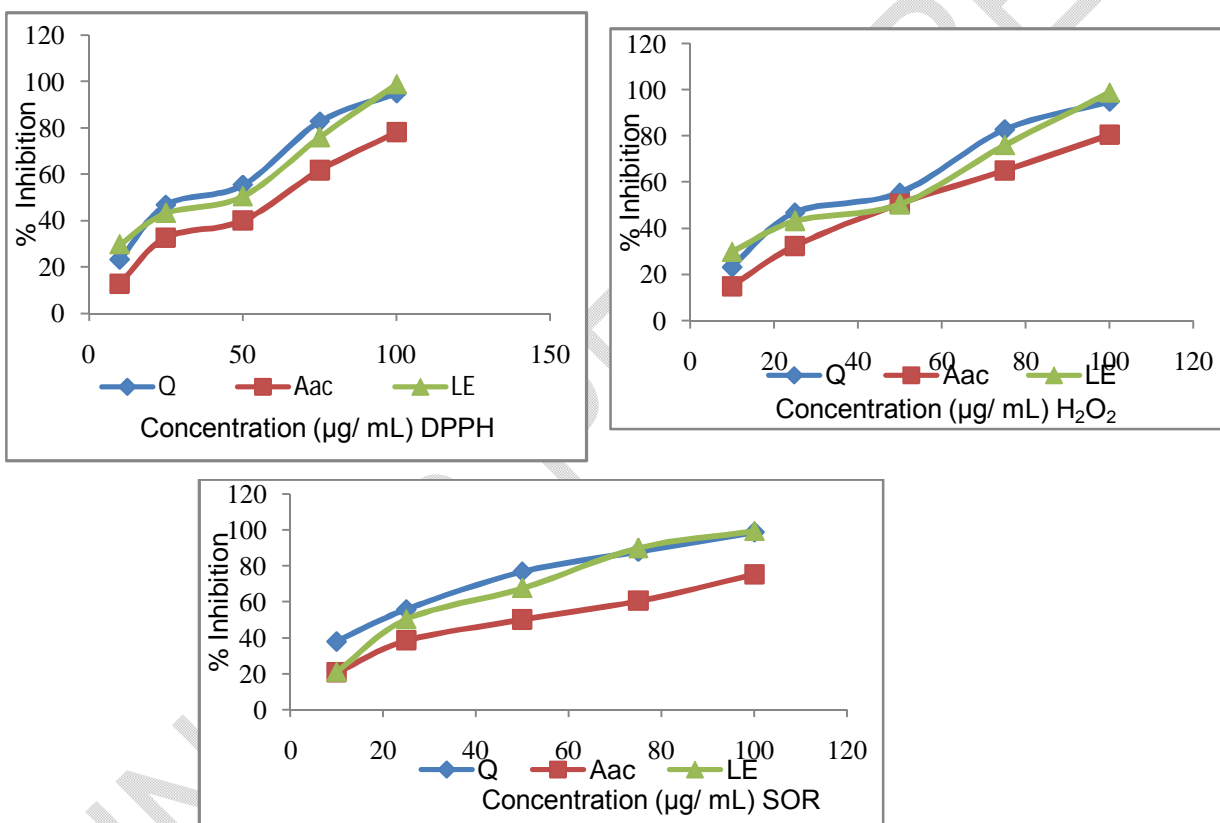 120
100
80
60
40
20
0
% Inhibition
0 50 100 150
Q Aac LE
Concentration (µg/ mL) DPPH
120
100
80
60
40
20
0
% Inhibition
0 20 40 60 80 100 120
Q Aac LE
Concentration (µg/ mL) H₂O₂
120
100
80
60
40
20
0
% Inhibition
0 20 40 60 80 100 120
Q Aac LE
Concentration (µg/ mL) SOR